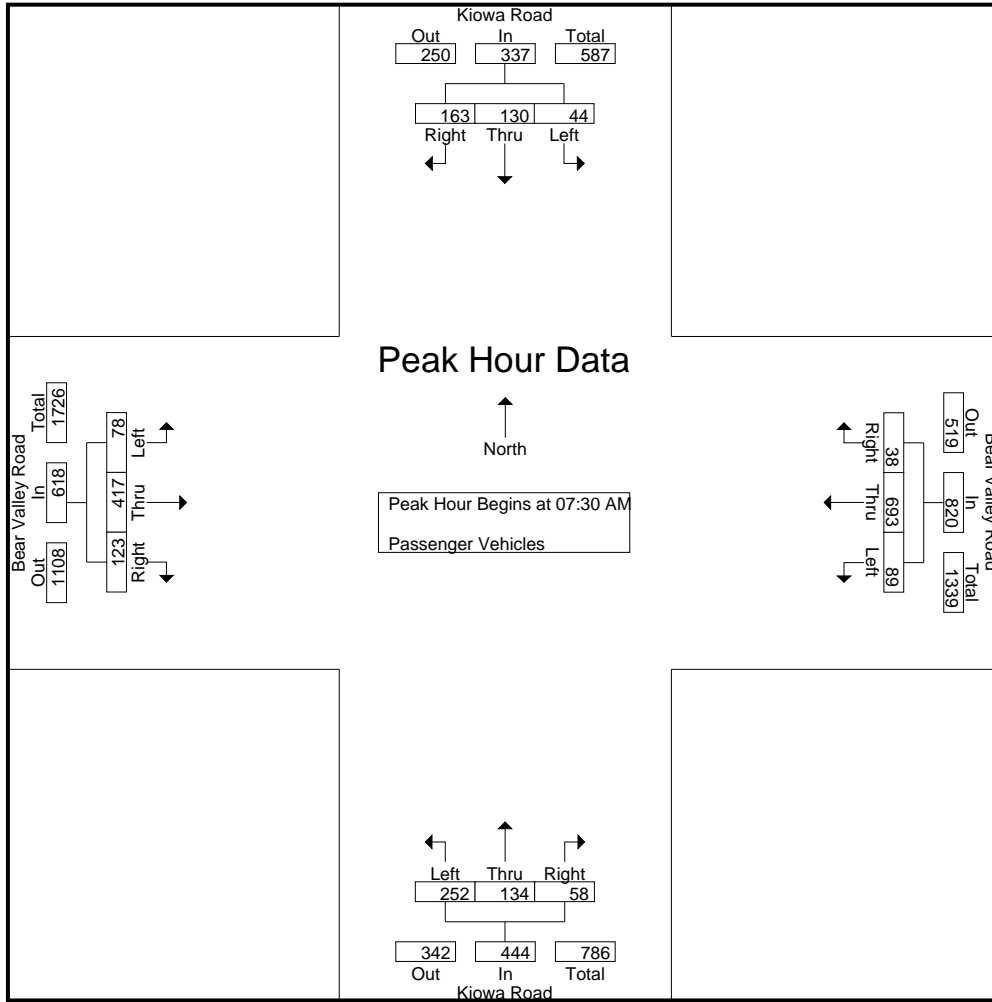 Kiowa Road
Out In Total
250 337 587
163 130 44
Right Thru Left
Peak Hour Data
North
Peak Hour Begins at 07:30 AM
Passenger Vehicles
Bear Valley Road
Out In Total
1108 618 1726
123 417 78
Right Thru Left
Bear Valley Road
Out In Total
519 820 1339
38 693 89
Right Thru Left
Left Thru Right
252 134 58
342 444 786
Out In Total
Kiowa Road